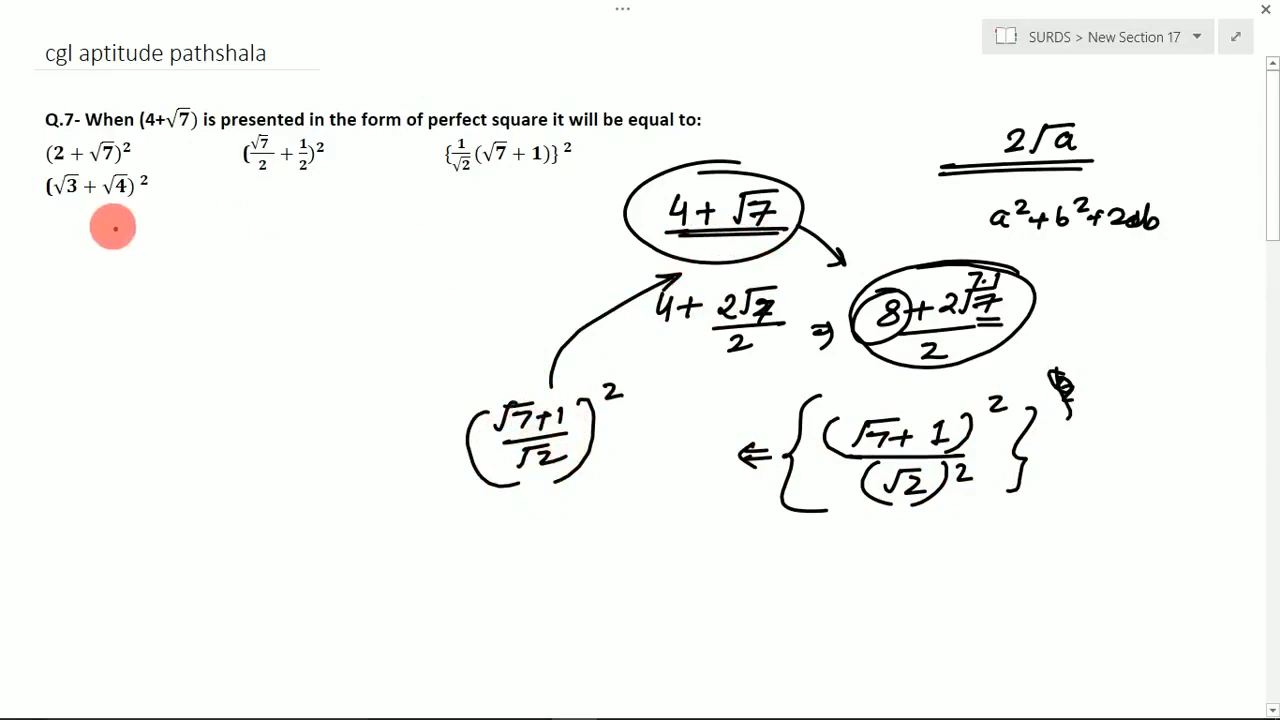 ...
SURDS > New Section 17
cgl aptitude pathshala
Q.7- When (4+√7) is presented in the form of perfect square it will be equal to:
(2 + √7)² (√7/2 + 1/2)² {1/√2 (√7 + 1)} ²
(√3 + √4) ²
2√a
a²+b²+2ab
4+√7
4+ 2√7/2 ⇒ 8+2√7/2
7.1
(√7+1/√2)² ⇐ {(√7+1)²/(√2)²}